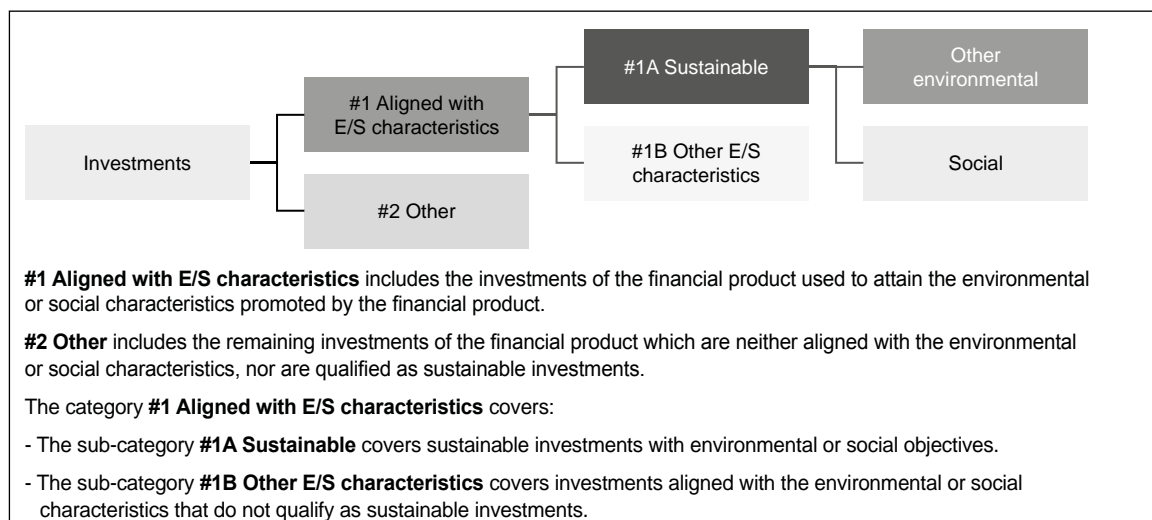 Investments
#1 Aligned with
E/S characteristics
#2 Other
#1A Sustainable
#1B Other E/S
characteristics
Other
environmental
Social
#1 Aligned with E/S characteristics includes the investments of the financial product used to attain the environmental
or social characteristics promoted by the financial product.
#2 Other includes the remaining investments of the financial product which are neither aligned with the environmental
or social characteristics, nor are qualified as sustainable investments.
The category #1 Aligned with E/S characteristics covers:
- The sub-category #1A Sustainable covers sustainable investments with environmental or social objectives.
- The sub-category #1B Other E/S characteristics covers investments aligned with the environmental or social
characteristics that do not qualify as sustainable investments.